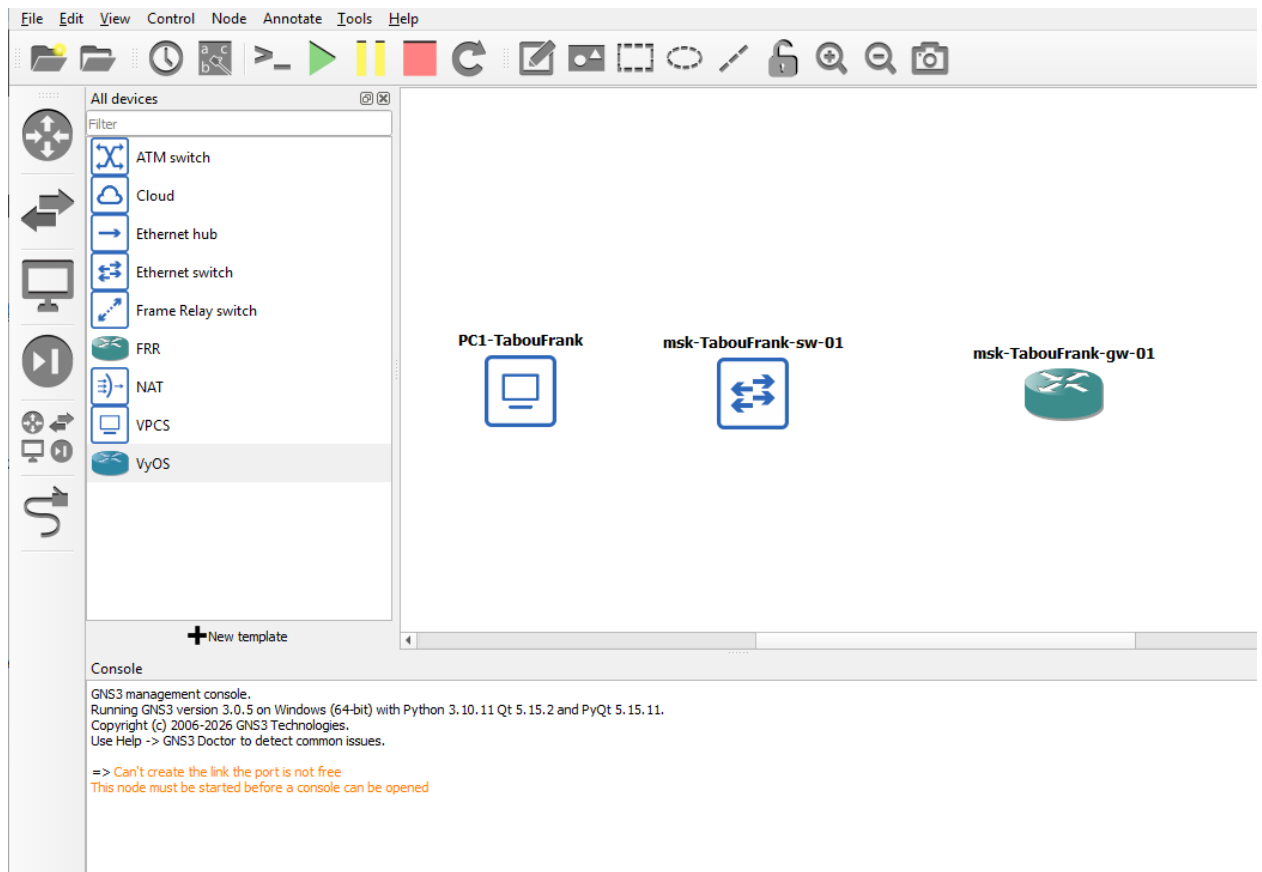 File Edit View Control Node Annotate Tools Help
a c
b
All devices
Filter
ATM switch
Cloud
Ethernet hub
Ethernet switch
Frame Relay switch
FRR
NAT
VPCS
VyOS
New template
PC1-TabouFrank
msk-TabouFrank-sw-01
msk-TabouFrank-gw-01
Console
GNS3 management console.
Running GNS3 version 3.0.5 on Windows (64-bit) with Python 3.10.11 Qt 5.15.2 and PyQt 5.15.11.
Copyright (c) 2006-2026 GNS3 Technologies.
Use Help -> GNS3 Doctor to detect common issues.
=> Can't create the link the port is not free
This node must be started before a console can be opened